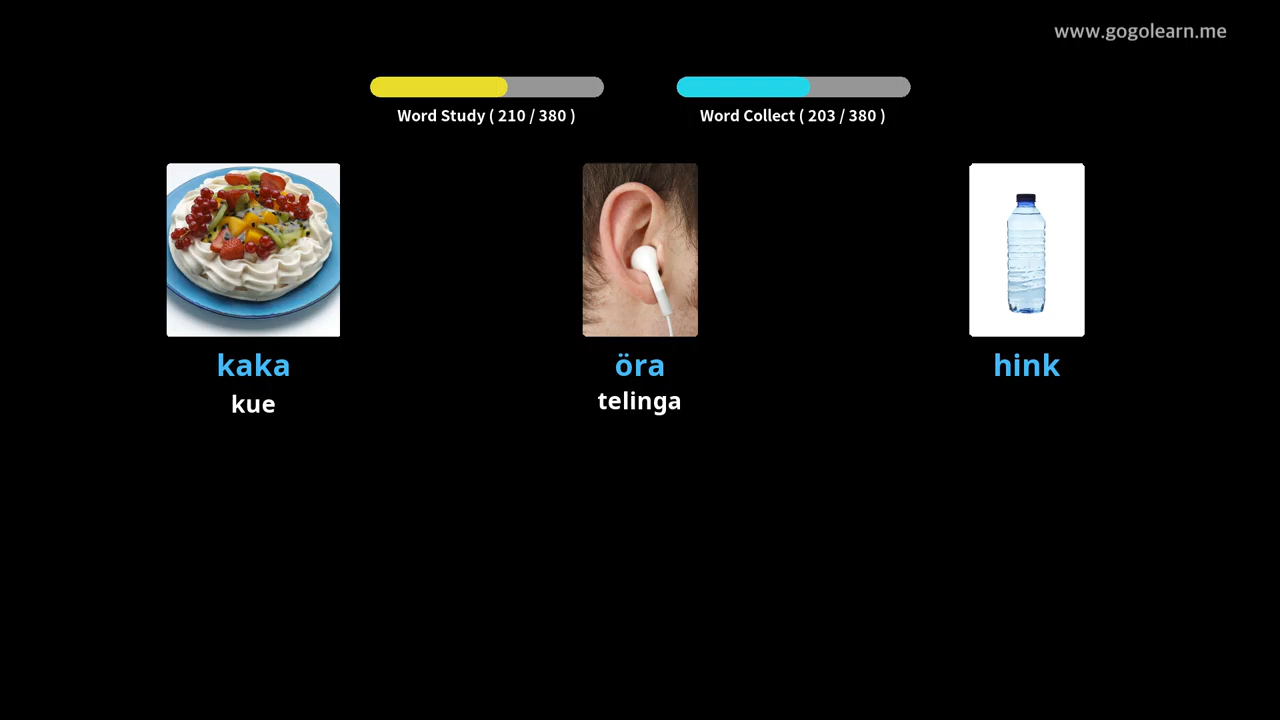 www.gogolearn.me
Word Study ( 210 / 380 )
Word Collect ( 203 / 380 )
kaka
kue
öra
telinga
hink